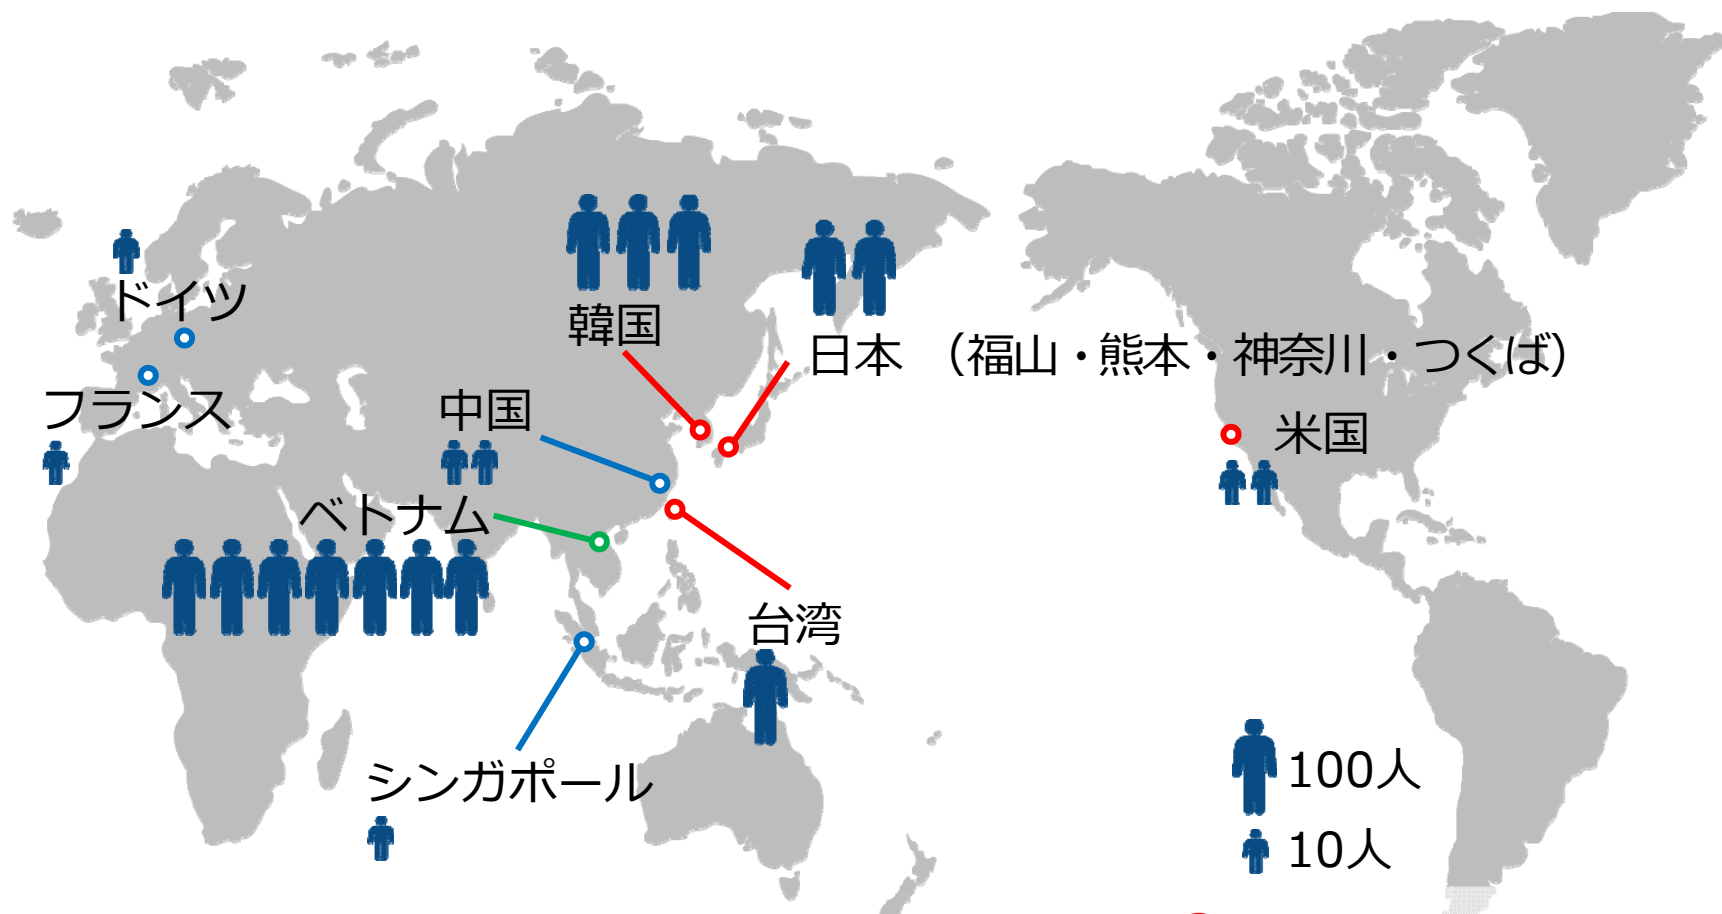 ドイツ
韓国
日本 （福山・熊本・神奈川・つくば）
フランス
中国
米国
ベトナム
台湾
シンガポール
100人
10人